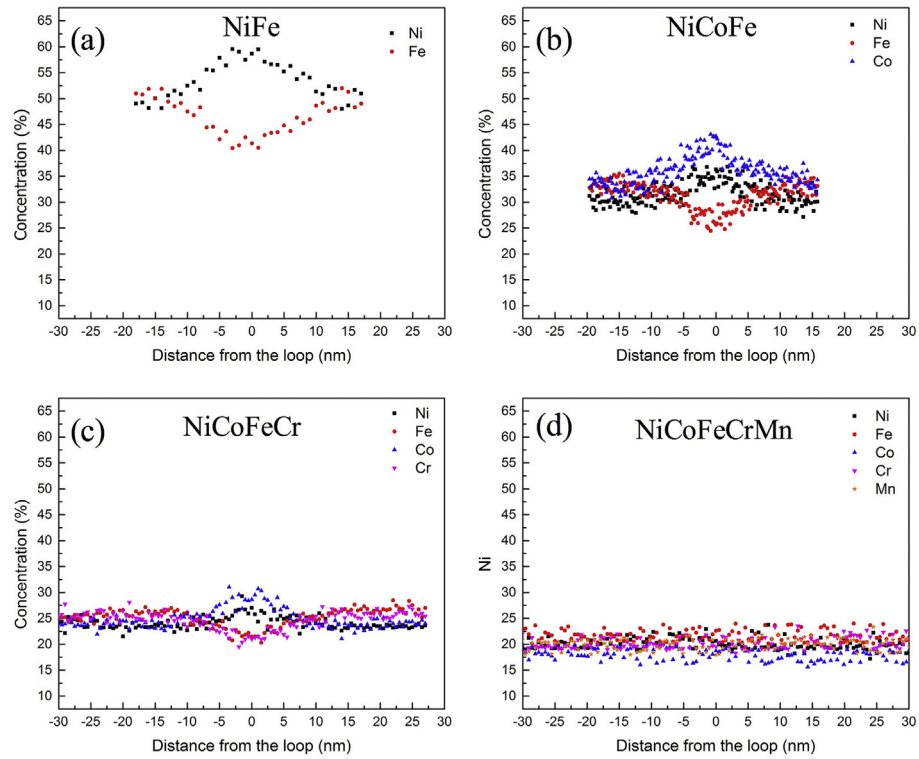 (a)
NiFe
Ni
Fe
65
60
55
50
45
40
35
30
25
20
15
10
Concentration (%)
-30 -25 -20 -15 -10 -5 0 5 10 15 20 25 30
Distance from the loop (nm)
(b)
NiCoFe
Ni
Fe
Co
65
60
55
50
45
40
35
30
25
20
15
10
Concentration (%)
-30 -25 -20 -15 -10 -5 0 5 10 15 20 25 30
Distance from the loop (nm)
(c)
NiCoFeCr
Ni
Fe
Co
Cr
65
60
55
50
45
40
35
30
25
20
15
10
Concentration (%)
-30 -25 -20 -15 -10 -5 0 5 10 15 20 25 30
Distance from the loop (nm)
(d)
NiCoFeCrMn
Ni
Fe
Co
Cr
Mn
65
60
55
50
45
40
35
30
25
20
15
10
Ni
-30 -25 -20 -15 -10 -5 0 5 10 15 20 25 30
Distance from the loop (nm)